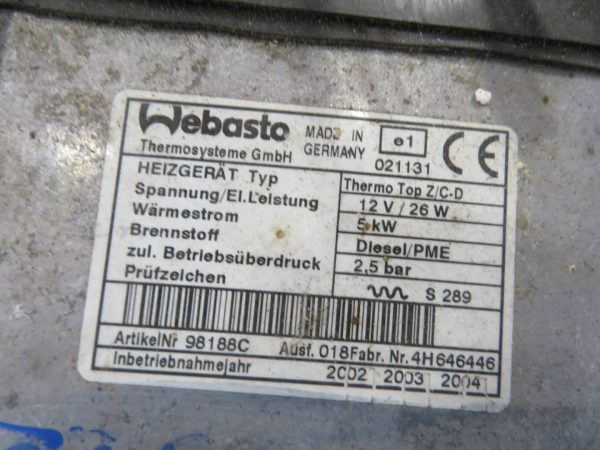 Webasto MADE IN GERMANY e1 CE
Thermosysteme GmbH 021131
HEIZGERÄT Typ Thermo Top Z/C-D
Spannung/El.Leistung 12 V / 26 W
Wärmestrom 5 kW
Brennstoff Diesel/PME
zul. Betriebsüberdruck 2,5 bar
Prüfzeichen S 289
ArtikelNr 98188C Ausf. 018 Fabr. Nr. 4H646446
Inbetriebnahmejahr 2002 2003 2004